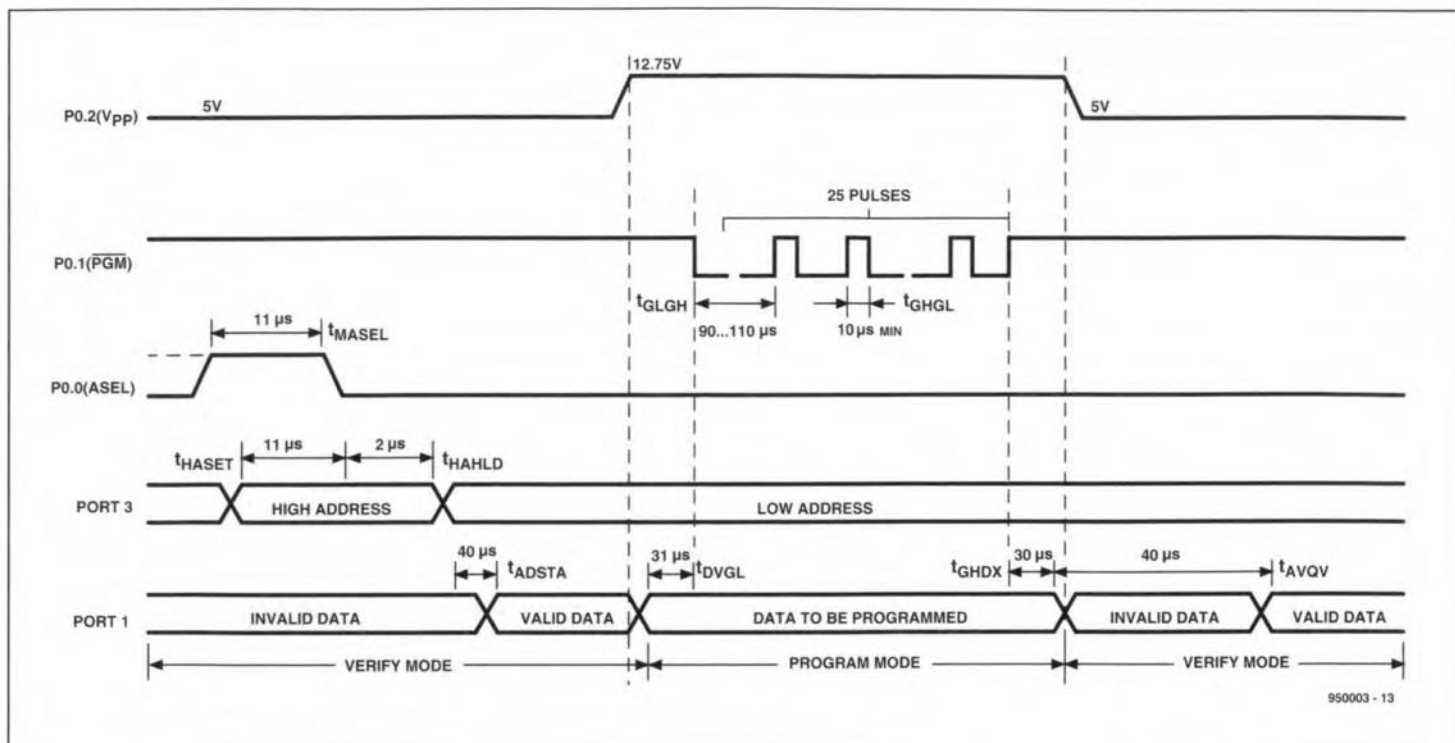 12.75V
5V
P0.2(VPP)
5V
25 PULSES
P0.1(PGM)
tGLGH
tGHGL
90...110 µs
10 µs MIN
11 µs
tMASEL
P0.0(ASEL)
11 µs
2 µs
tHASET
tHAHLD
PORT 3
HIGH ADDRESS
LOW ADDRESS
40 µs
tADSTA
31 µs
tDVGL
tGHDX
30 µs
40 µs
tAVQV
PORT 1
INVALID DATA
VALID DATA
DATA TO BE PROGRAMMED
INVALID DATA
VALID DATA
VERIFY MODE
PROGRAM MODE
VERIFY MODE
950003 - 13